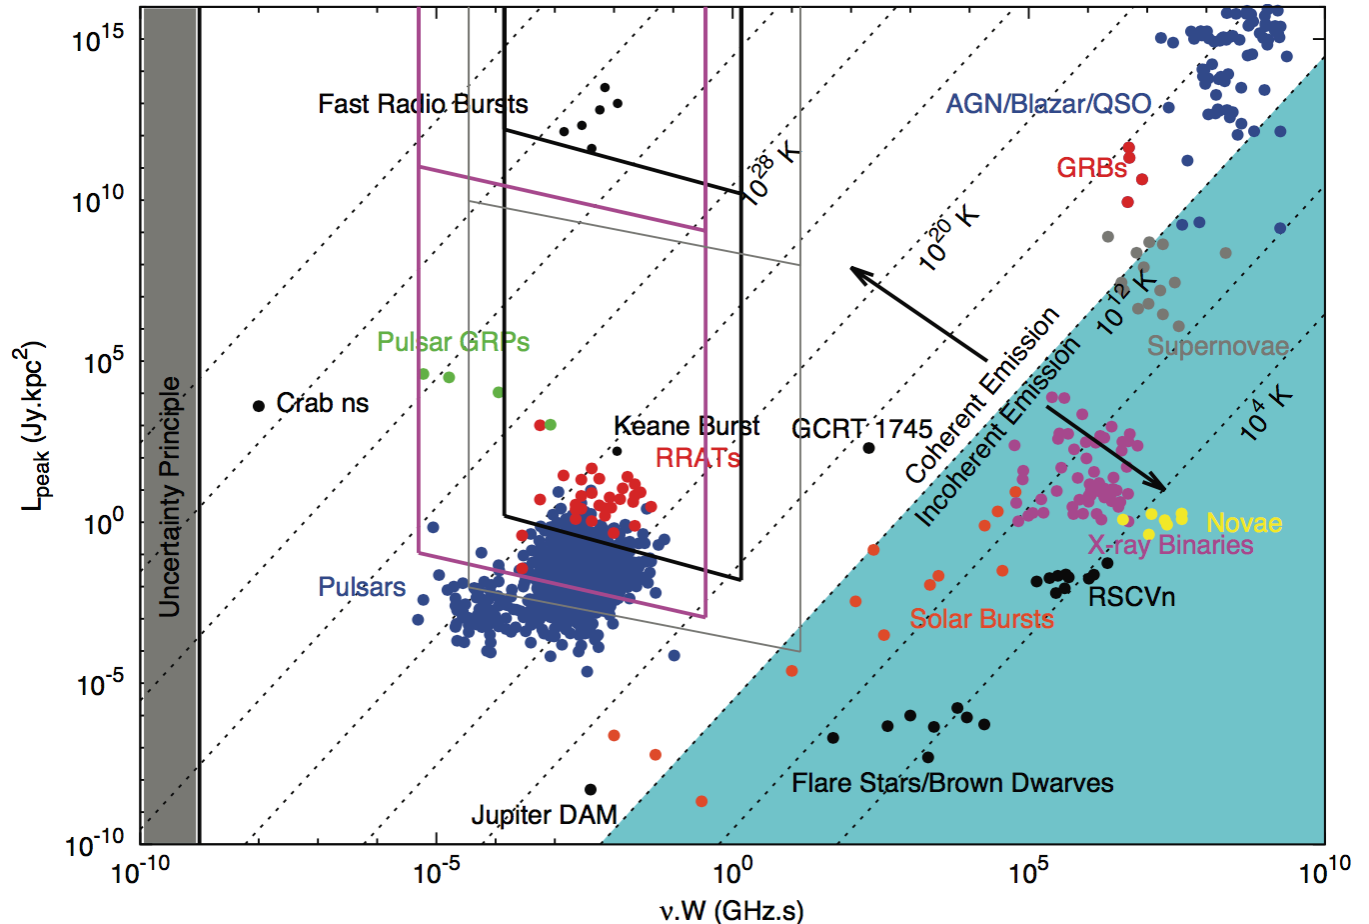 10^15
10^10
10^5
10^0
10^-5
10^-10
L_peak (Jy.kpc^2)
Uncertainty Principle
Fast Radio Bursts
AGN/Blazar/QSO
GRBs
10^28 K
10^20 K
10^12 K
10^4 K
Pulsar GRPs
Supernovae
Crab ns
Keane Burst
RRATs
GCRT 1745
Coherent Emission
Incoherent Emission
Novae
X-ray Binaries
Pulsars
RSCVn
Solar Bursts
Flare Stars/Brown Dwarves
Jupiter DAM
10^-10
10^-5
10^0
10^5
10^10
ν.W (GHz.s)